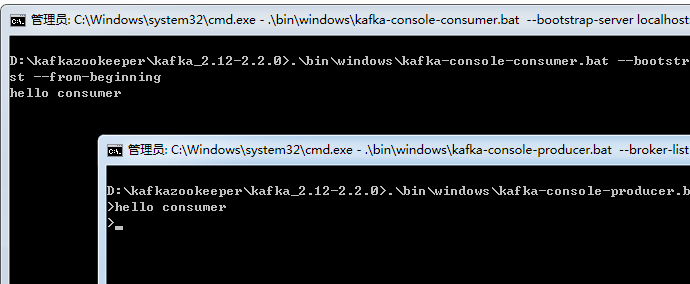 管理员: C:\Windows\system32\cmd.exe - .\bin\windows\kafka-console-consumer.bat --bootstrap-server localhost
D:\kafkazookeeper\kafka_2.12-2.2.0>.\bin\windows\kafka-console-consumer.bat --bootstr
st --from-beginning
hello consumer
管理员: C:\Windows\system32\cmd.exe - .\bin\windows\kafka-console-producer.bat --broker-list
D:\kafkazookeeper\kafka_2.12-2.2.0>.\bin\windows\kafka-console-producer.b
>hello consumer
>